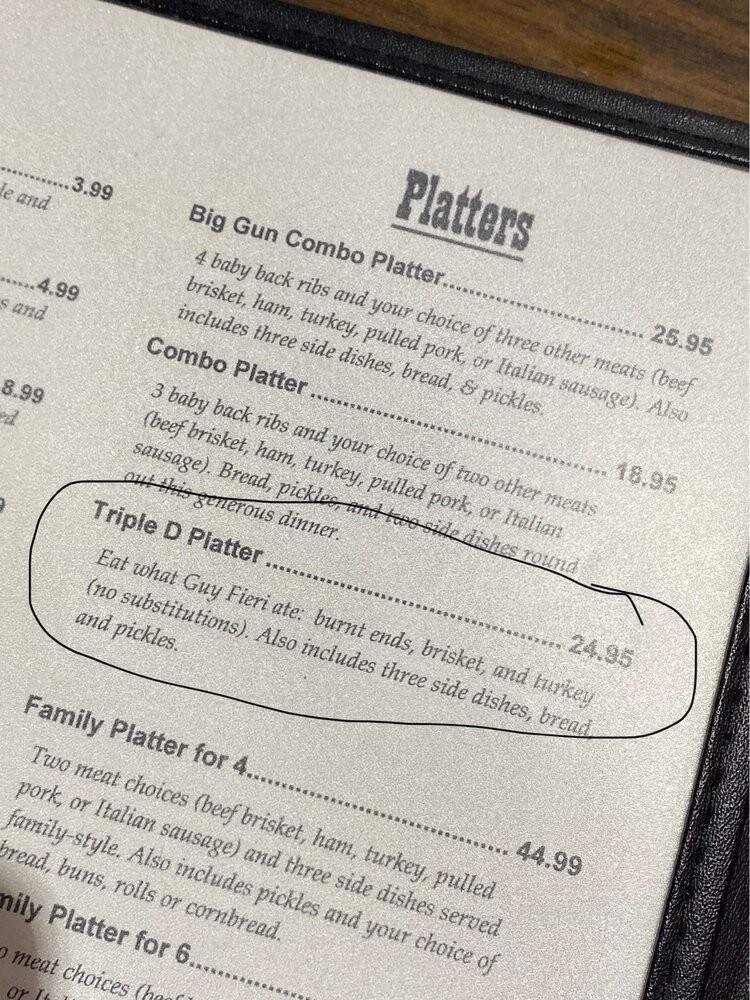 3.99
le and
4.99
s and
8.99
ed
Platters
Big Gun Combo Platter.......................... 25.95
4 baby back ribs and your choice of three other meats (beef
brisket, ham, turkey, pulled pork, or Italian sausage). Also
includes three side dishes, bread, & pickles.
Combo Platter...................................... 18.95
3 baby back ribs and your choice of two other meats
(beef brisket, ham, turkey, pulled pork, or Italian
sausage). Bread, pickles, and two side dishes round
out this generous dinner.
Triple D Platter ..................................... 24.95
Eat what Guy Fieri ate: burnt ends, brisket, and turkey
(no substitutions). Also includes three side dishes, bread
and pickles.
Family Platter for 4................................ 44.99
Two meat choices (beef brisket, ham, turkey, pulled
pork, or Italian sausage) and three side dishes served
family-style. Also includes pickles and your choice of
bread, buns, rolls or cornbread.
mily Platter for 6..............
o meat choices